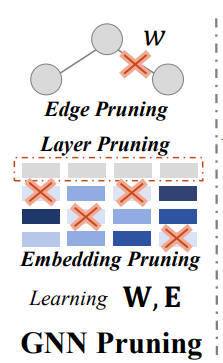 w
Edge Pruning
Layer Pruning
Embedding Pruning
Learning W, E
GNN Pruning